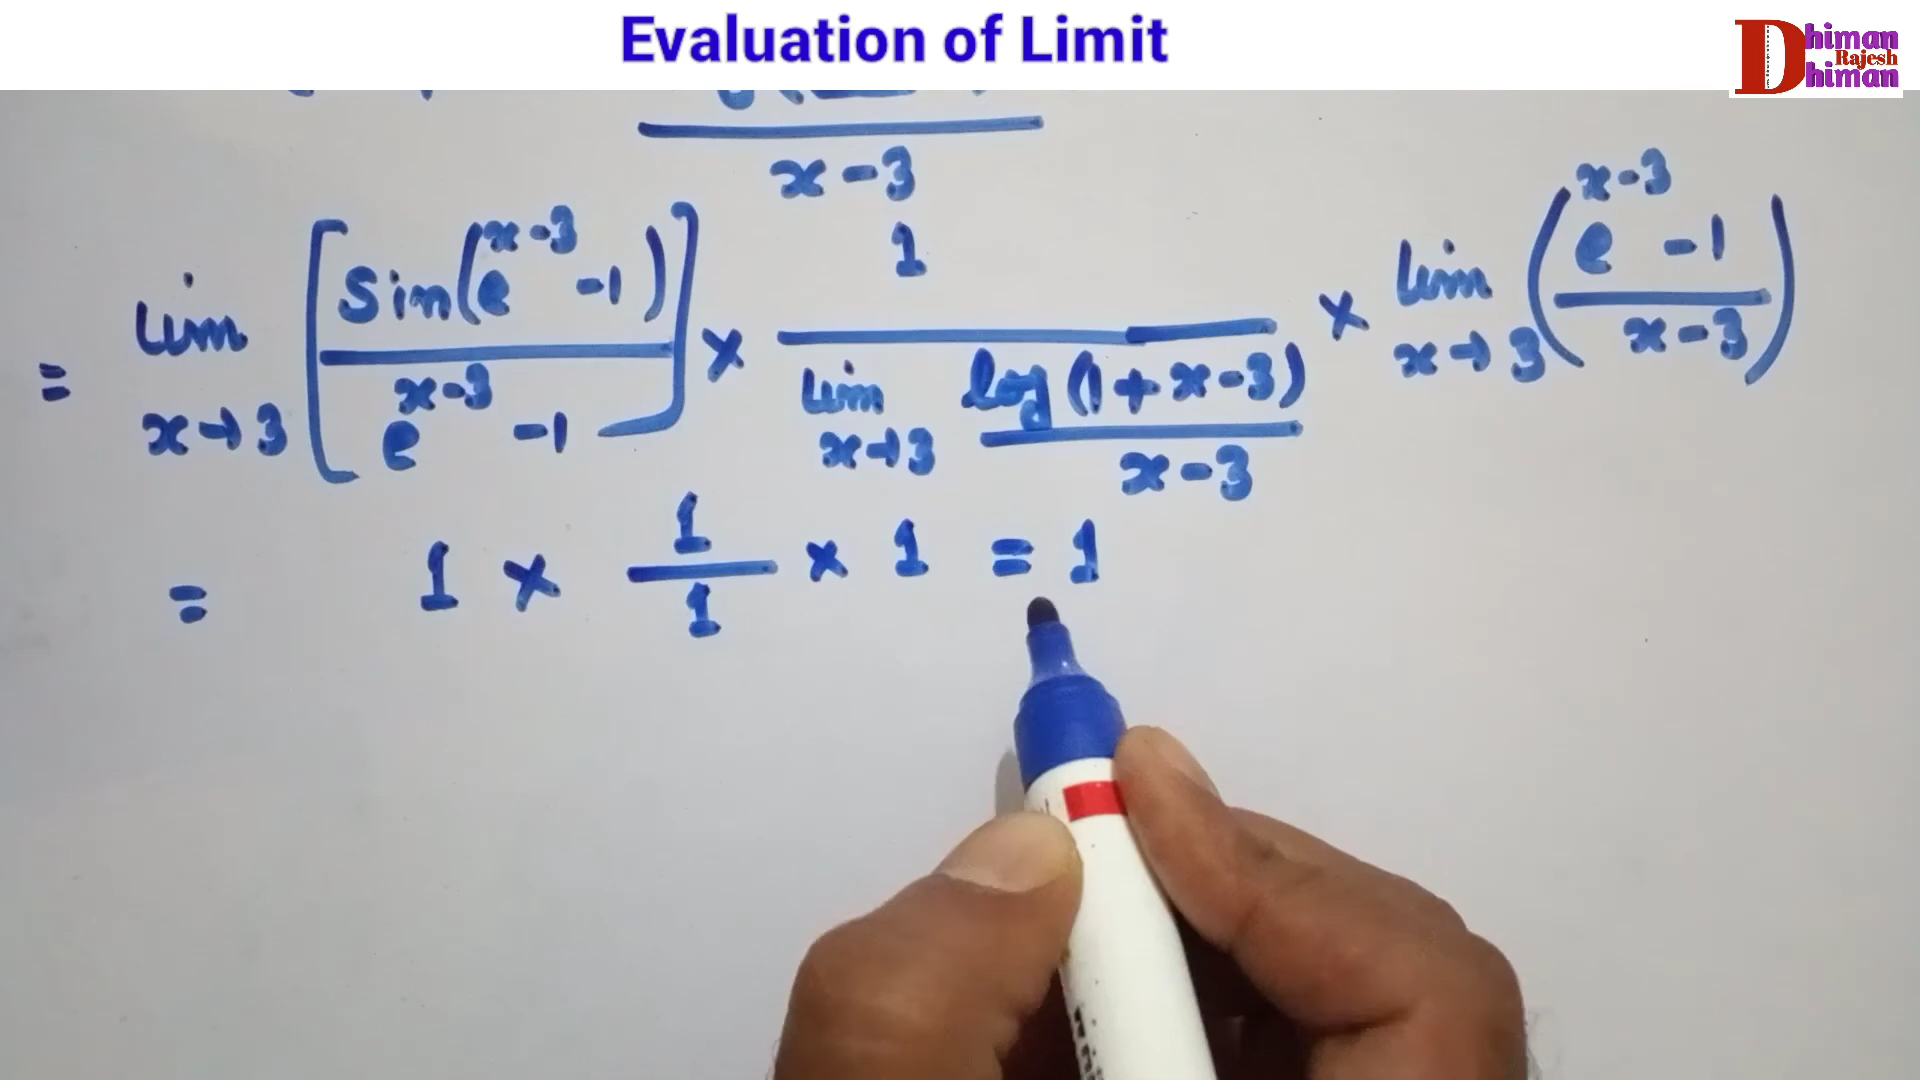 Evaluation of Limit
Dhiman
Rajesh
Dhiman
x-3
= lim x→3 [Sin(e^x-3 -1) / e^x-3 -1] × 1 / lim x→3 log(1+x-3) / x-3 × lim x→3 (e^x-3 -1 / x-3)
= 1 × 1/1 × 1 = 1